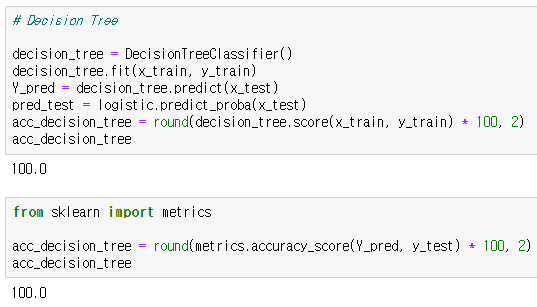 # Decision Tree
decision_tree = DecisionTreeClassifier()
decision_tree.fit(x_train, y_train)
Y_pred = decision_tree.predict(x_test)
pred_test = logistic.predict_proba(x_test)
acc_decision_tree = round(decision_tree.score(x_train, y_train) * 100, 2)
acc_decision_tree
100.0
from sklearn import metrics
acc_decision_tree = round(metrics.accuracy_score(Y_pred, y_test) * 100, 2)
acc_decision_tree
100.0